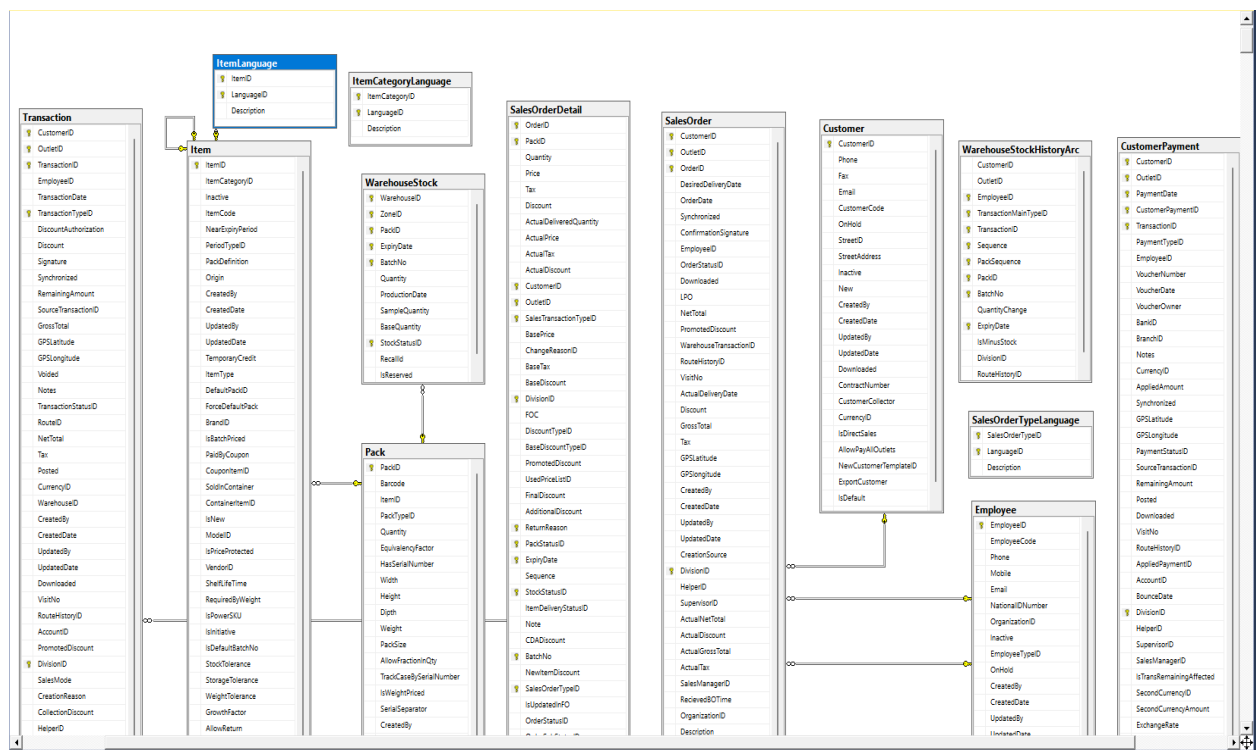 Transaction
CustomerID
OutletID
TransactionID
EmployeeID
TransactionDate
TransactionTypeID
DiscountAuthorization
Discount
Signature
Synchronized
RemainingAmount
SourceTransactionID
GrossTotal
GPSLatitude
GPSLongitude
Voided
Notes
TransactionStatusID
RouteID
NetTotal
Tax
Posted
CurrencyID
WarehouseID
CreatedBy
CreatedDate
UpdatedBy
UpdatedDate
Downloaded
VisitNo
RouteHistoryID
AccountID
PromotedDiscount
DivisionID
SalesMode
CreationReason
CollectionDiscount
HelperID
ItemLanguage
ItemID
LanguageID
Description
Item
ItemID
ItemCategoryID
Inactive
ItemCode
NearExpiryPeriod
PeriodTypeID
PackDefinition
Origin
CreatedBy
CreatedDate
UpdatedBy
UpdatedDate
TemporaryCredit
ItemType
DefaultPackID
ForceDefaultPack
BrandID
IsBatchPriced
PaidByCoupon
CouponItemID
SoldInContainer
ContainerItemID
IsNew
ModelID
IsPriceProtected
VendorID
ShelfLifeTime
RequiredByWeight
IsPowerSKU
IsInitiative
IsDefaultBatchNo
StockTolerance
StorageTolerance
WeightTolerance
GrowthFactor
AllowReturn
ItemCategoryLanguage
ItemCategoryID
LanguageID
Description
WarehouseStock
WarehouseID
ZoneID
PackID
ExpiryDate
BatchNo
Quantity
ProductionDate
SampleQuantity
BaseQuantity
StockStatusID
RecallId
IsReserved
Pack
PackID
Barcode
ItemID
PackTypeID
Quantity
EquivalencyFactor
HasSerialNumber
Width
Height
Dipth
Weight
PackSize
AllowFractionInQty
TrackCaseBySerialNumber
IsWeightPriced
SerialSeparator
CreatedBy
SalesOrderDetail
OrderID
PackID
Quantity
Price
Tax
Discount
ActualDeliveredQuantity
ActualPrice
ActualTax
ActualDiscount
CustomerID
OutletID
SalesTransactionTypeID
BasePrice
ChangeReasonID
BaseTax
BaseDiscount
DivisionID
FOC
DiscountTypeID
BaseDiscountTypeID
PromotedDiscount
UsedPriceListID
FinalDiscount
AdditionalDiscount
ReturnReason
PackStatusID
ExpiryDate
Sequence
StockStatusID
ItemDeliveryStatusID
Note
CDADiscount
BatchNo
NewItemDiscount
SalesOrderTypeID
IsUpdatedInFO
OrderStatusID
SalesOrder
CustomerID
OutletID
OrderID
DesiredDeliveryDate
OrderDate
Synchronized
ConfirmationSignature
EmployeeID
OrderStatusID
Downloaded
LPO
NetTotal
PromotedDiscount
WarehouseTransactionID
RouteHistoryID
VisitNo
ActualDeliveryDate
Discount
GrossTotal
Tax
GPSLatitude
GPSlongitude
CreatedBy
CreatedDate
UpdatedBy
UpdatedDate
CreationSource
DivisionID
HelperID
SupervisorID
ActualNetTotal
ActualDiscount
ActualGrossTotal
ActualTax
SalesManagerID
RecievedBOTime
OrganizationID
Description
Customer
CustomerID
Phone
Fax
Email
CustomerCode
OnHold
StreetID
StreetAddress
Inactive
New
CreatedBy
CreatedDate
UpdatedBy
UpdatedDate
Downloaded
ContractNumber
CustomerCollector
CurrencyID
IsDirectSales
AllowPayAllOutlets
NewCustomerTemplateID
ExportCustomer
IsDefault
WarehouseStockHistoryArc
CustomerID
OutletID
EmployeeID
TransactionMainTypeID
TransactionID
Sequence
PackSequence
PackID
BatchNo
QuantityChange
ExpiryDate
IsMinusStock
DivisionID
RouteHistoryID
SalesOrderTypeLanguage
SalesOrderTypeID
LanguageID
Description
Employee
EmployeeID
EmployeeCode
Phone
Mobile
Email
NationalIDNumber
OrganizationID
Inactive
EmployeeTypeID
OnHold
CreatedBy
CreatedDate
UpdatedBy
UpdatedDate
CustomerPayment
CustomerID
OutletID
PaymentDate
CustomerPaymentID
TransactionID
PaymentTypeID
EmployeeID
VoucherNumber
VoucherDate
VoucherOwner
BankID
BranchID
Notes
CurrencyID
AppliedAmount
Synchronized
GPSLatitude
GPSLongitude
PaymentStatusID
SourceTransactionID
RemainingAmount
Posted
Downloaded
VisitNo
RouteHistoryID
AppliedPaymentID
AccountID
BounceDate
DivisionID
HelperID
SupervisorID
SalesManagerID
IsTransRemainingAffected
SecondCurrencyID
SecondCurrencyAmount
ExchangeRate